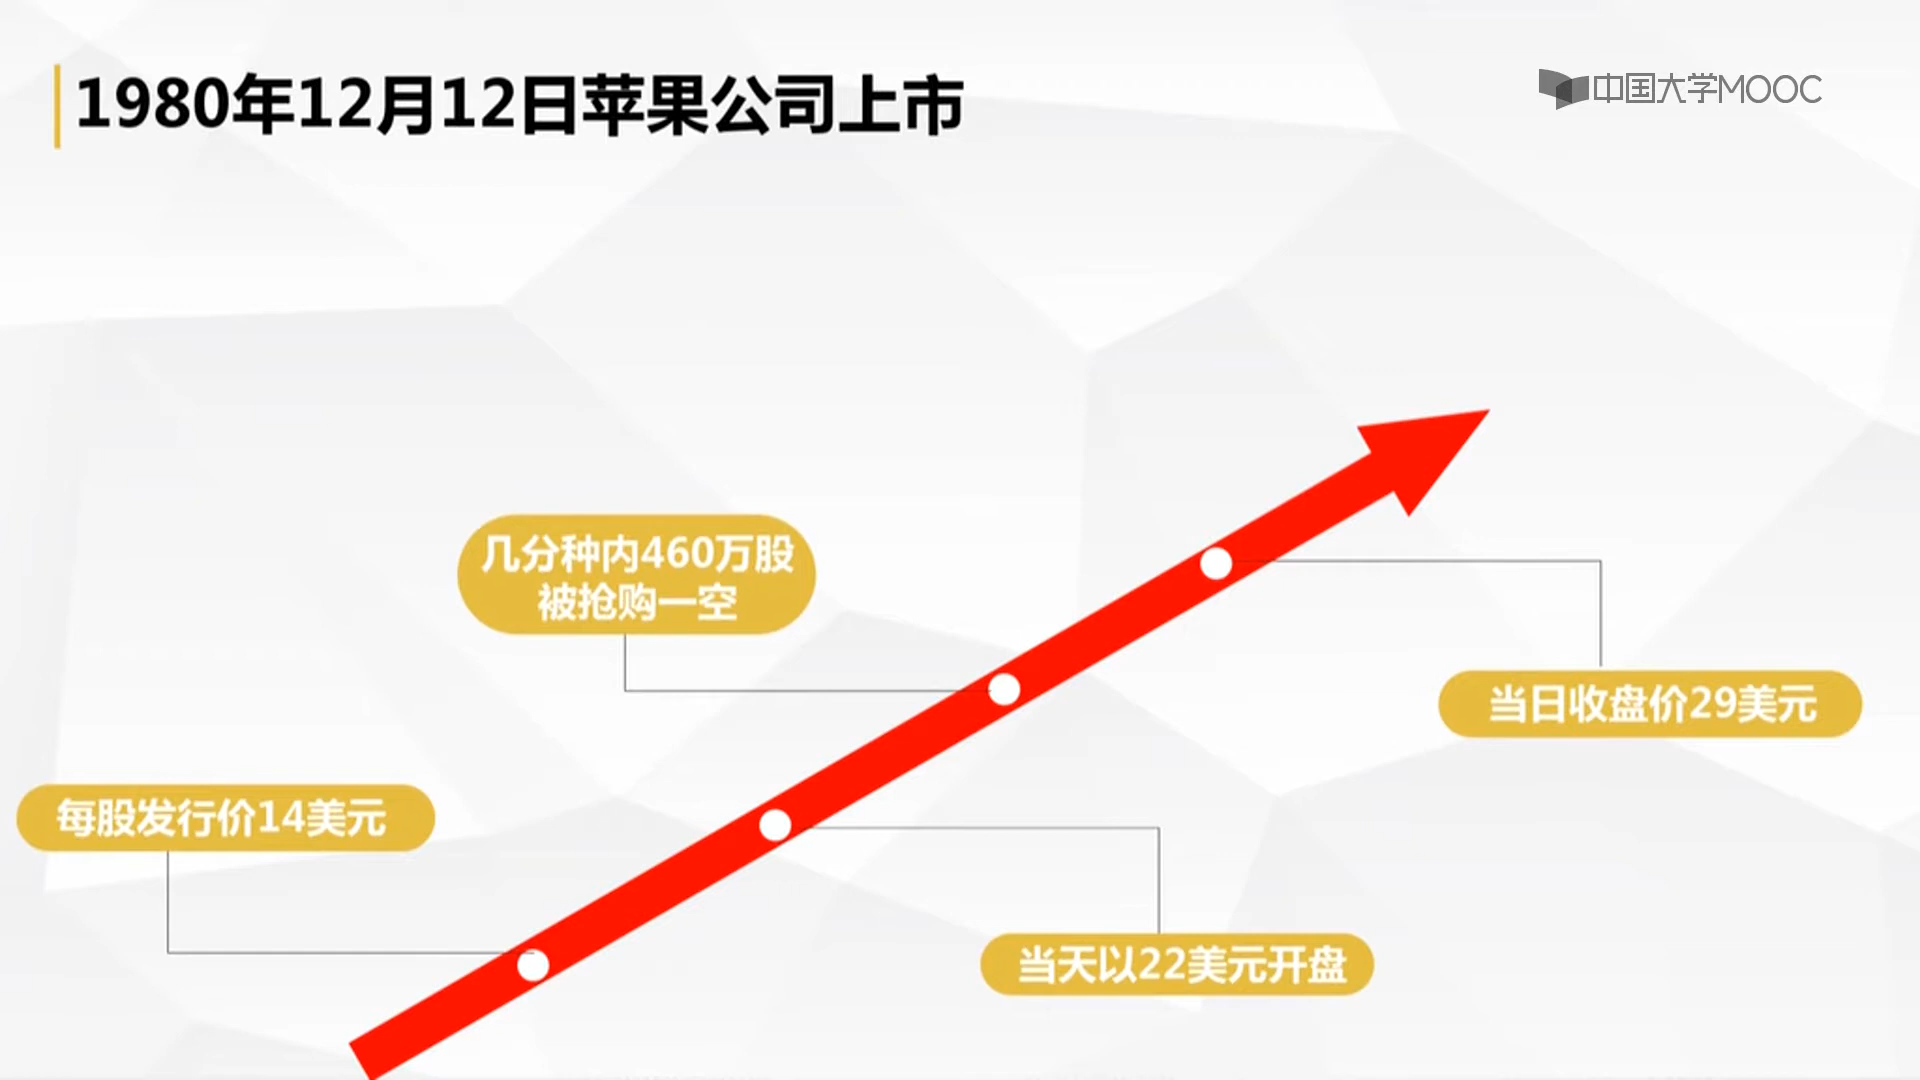 1980年12月12日苹果公司上市
中国大学MOOC
几分种内460万股
被抢购一空
当日收盘价29美元
每股发行价14美元
当天以22美元开盘